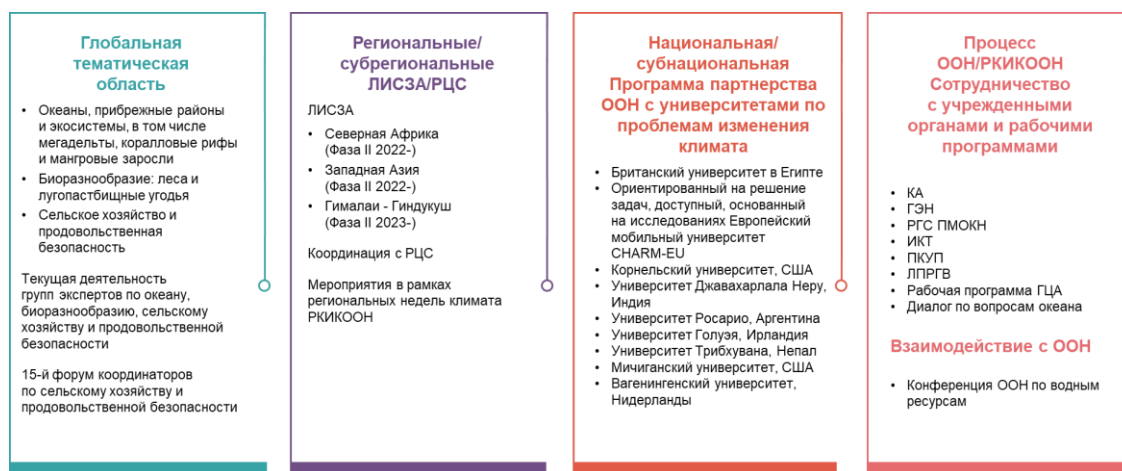 Глобальная
тематическая
область
• Океаны, прибрежные районы
и экосистемы, в том числе
мегадельты, коралловые рифы
и мангровые заросли
• Биоразнообразие: леса и
лугопастбищные угодья
• Сельское хозяйство и
продовольственная
безопасность
Текущая деятельность
групп экспертов по океану,
биоразнообразию, сельскому
хозяйству и продовольственной
безопасности
15-й форум координаторов
по сельскому хозяйству и
продовольственной безопасности
Региональные/
субрегиональные
ЛИСЗА/РЦС
ЛИСЗА
• Северная Африка
(Фаза II 2022-)
• Западная Азия
(Фаза II 2022-)
• Гималаи - Гиндукуш
(Фаза II 2023-)
Координация с РЦС
Мероприятия в рамках
региональных недель климата
РКИКООН
Национальная/
субнациональная
Программа партнерства
ООН с университетами по
проблемам изменения
климата
• Британский университет в Египте
• Ориентированный на решение
задач, доступный, основанный
на исследованиях Европейский
мобильный университет
CHARM-EU
• Корнельский университет, США
• Университет Джавахарлала Неру,
Индия
• Университет Росарио, Аргентина
• Университет Голуэя, Ирландия
• Университет Трибхувана, Непал
• Мичиганский университет, США
• Вагенингенский университет,
Нидерланды
Процесс
ООН/РКИКООН
Сотрудничество
с учрежденными
органами и рабочими
программами
• КА
• ГЭН
• РГС ПМОКН
• ИКТ
• ПКУП
• ЛПРГВ
• Рабочая программа ГЦА
• Диалог по вопросам океана
Взаимодействие с ООН
• Конференция ООН по водным
ресурсам